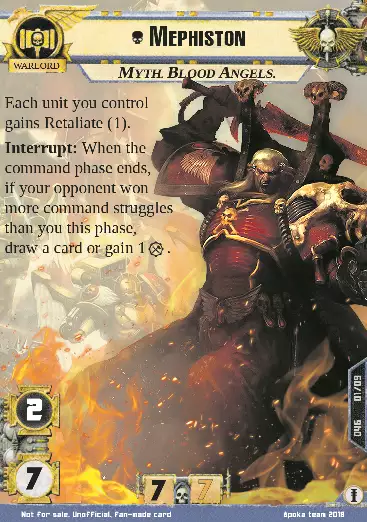 Mephiston
WARLORD
Myth. Blood Angels.
Each unit you control
gains Retaliate (1).
Interrupt: When the
command phase ends,
if your opponent won
more command struggles
than you this phase,
draw a card or gain 1 .
2
7
7 7
046 01/09
Not for sale. Unofficial. Fan-made card
Apoka team 2018